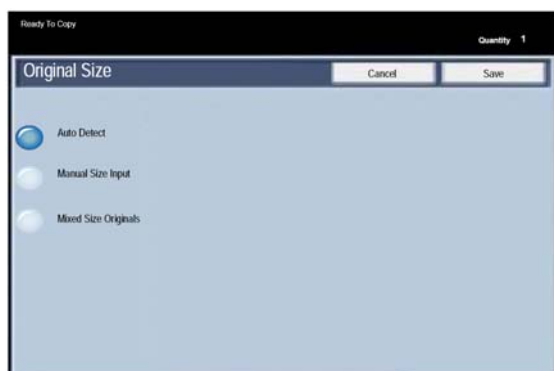 Ready To Copy
Quantity 1
Original Size
Cancel Save
Auto Detect
Manual Size Input
Mixed Size Originals